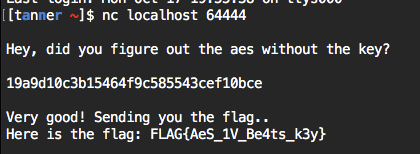 [[tanner ~]$ nc localhost 64444
Hey, did you figure out the aes without the key?
19a9d10c3b15464f9c585543cef10bce
Very good! Sending you the flag..
Here is the flag: FLAG{AeS_1V_Be4ts_k3y}